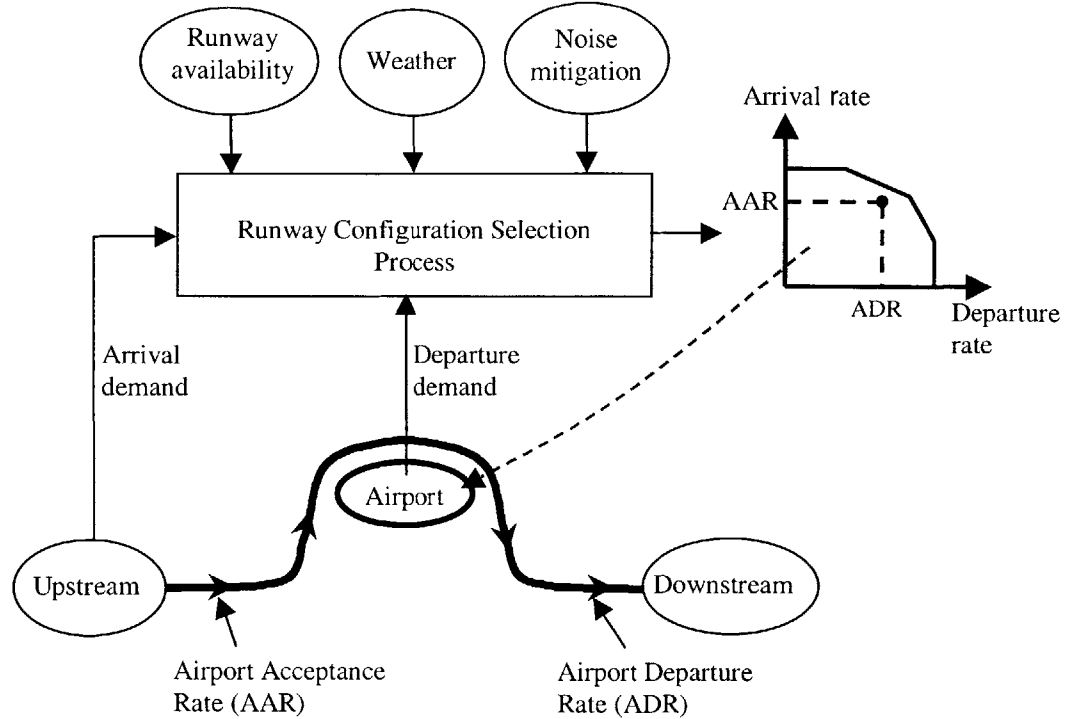 Runway
availability
Weather
Noise
mitigation
Arrival rate
AAR
ADR
Departure
rate
Runway Configuration Selection
Process
Arrival
demand
Departure
demand
Airport
Upstream
Downstream
Airport Acceptance
Rate (AAR)
Airport Departure
Rate (ADR)